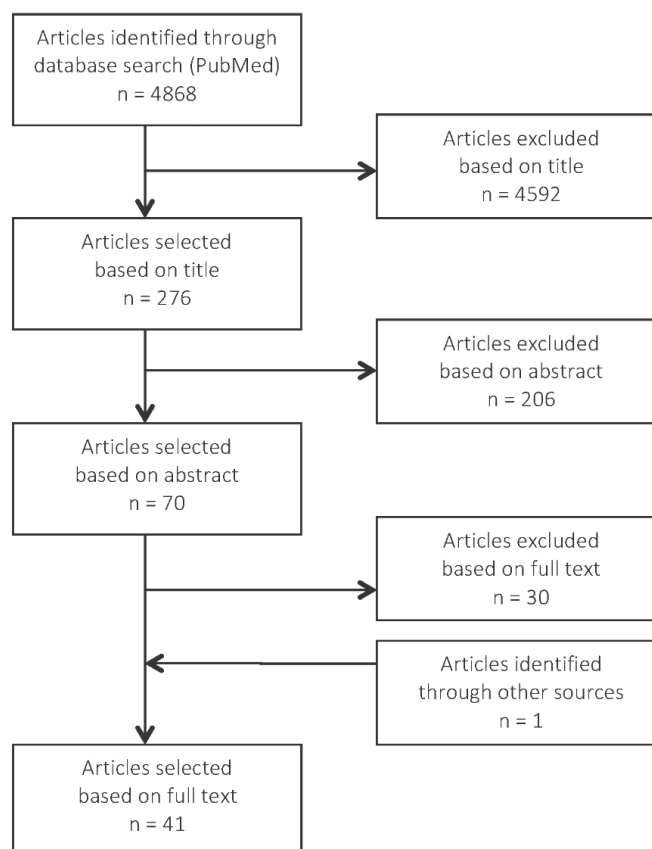 Articles identified through
database search (PubMed)
n = 4868
Articles excluded
based on title
n = 4592
Articles selected
based on title
n = 276
Articles excluded
based on abstract
n = 206
Articles selected
based on abstract
n = 70
Articles excluded
based on full text
n = 30
Articles identified
through other sources
n = 1
Articles selected
based on full text
n = 41